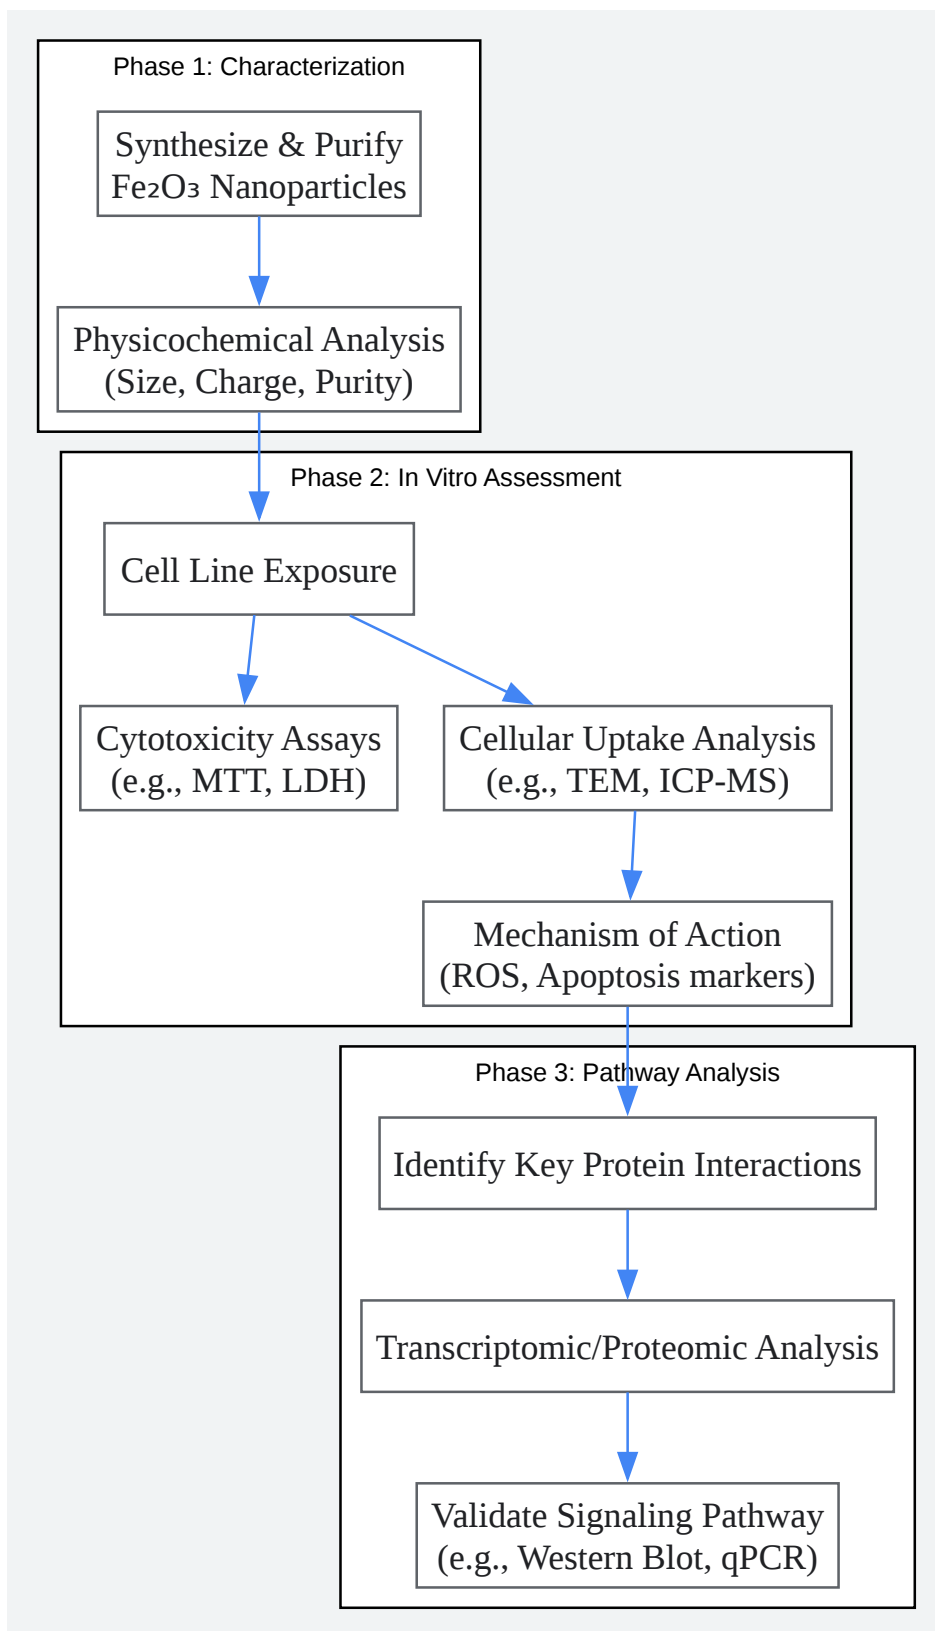 Phase 1: Characterization
Synthesize & Purify
Fe₂O₃ Nanoparticles
Physicochemical Analysis
(Size, Charge, Purity)
Phase 2: In Vitro Assessment
Cell Line Exposure
Cytotoxicity Assays
(e.g., MTT, LDH)
Cellular Uptake Analysis
(e.g., TEM, ICP-MS)
Mechanism of Action
(ROS, Apoptosis markers)
Phase 3: Pathway Analysis
Identify Key Protein Interactions
Transcriptomic/Proteomic Analysis
Validate Signaling Pathway
(e.g., Western Blot, qPCR)